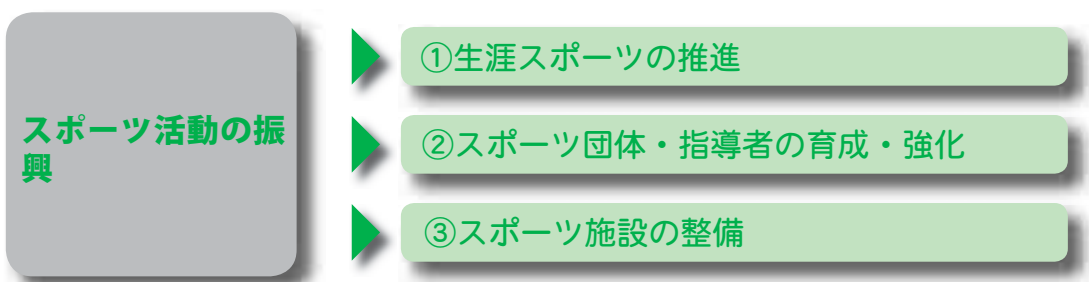 スポーツ活動の振
興
①生涯スポーツの推進
②スポーツ団体・指導者の育成・強化
③スポーツ施設の整備